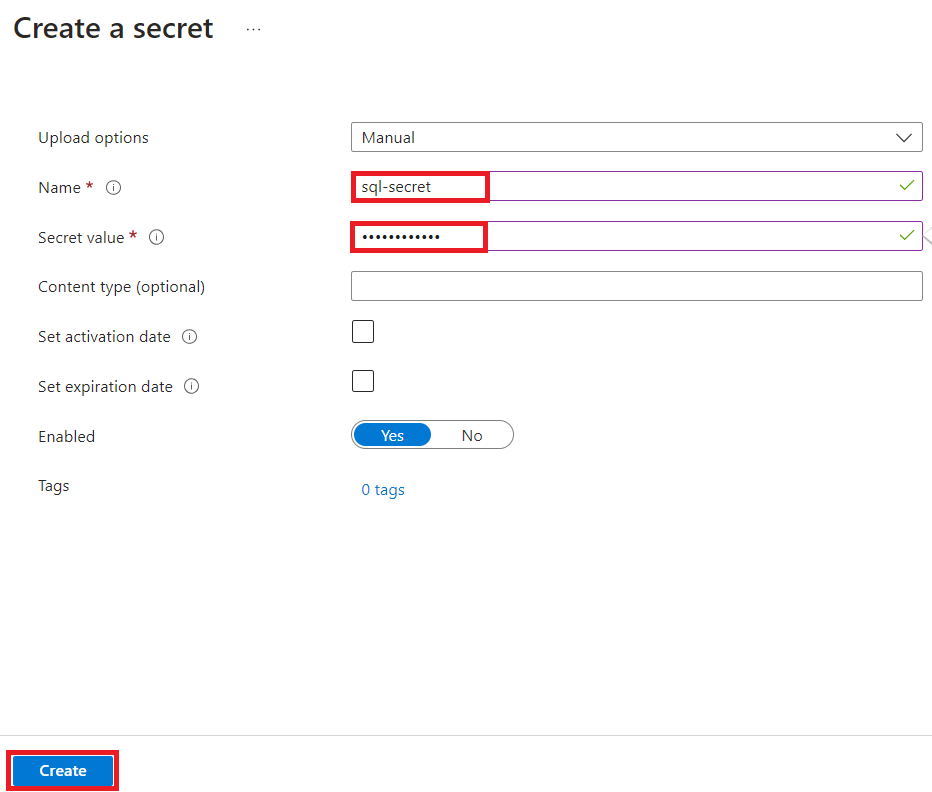 Create a secret ...
Upload options Manual
Name * sql-secret
Secret value * ••••••••••••
Content type (optional)
Set activation date
Set expiration date
Enabled Yes No
Tags 0 tags
Create